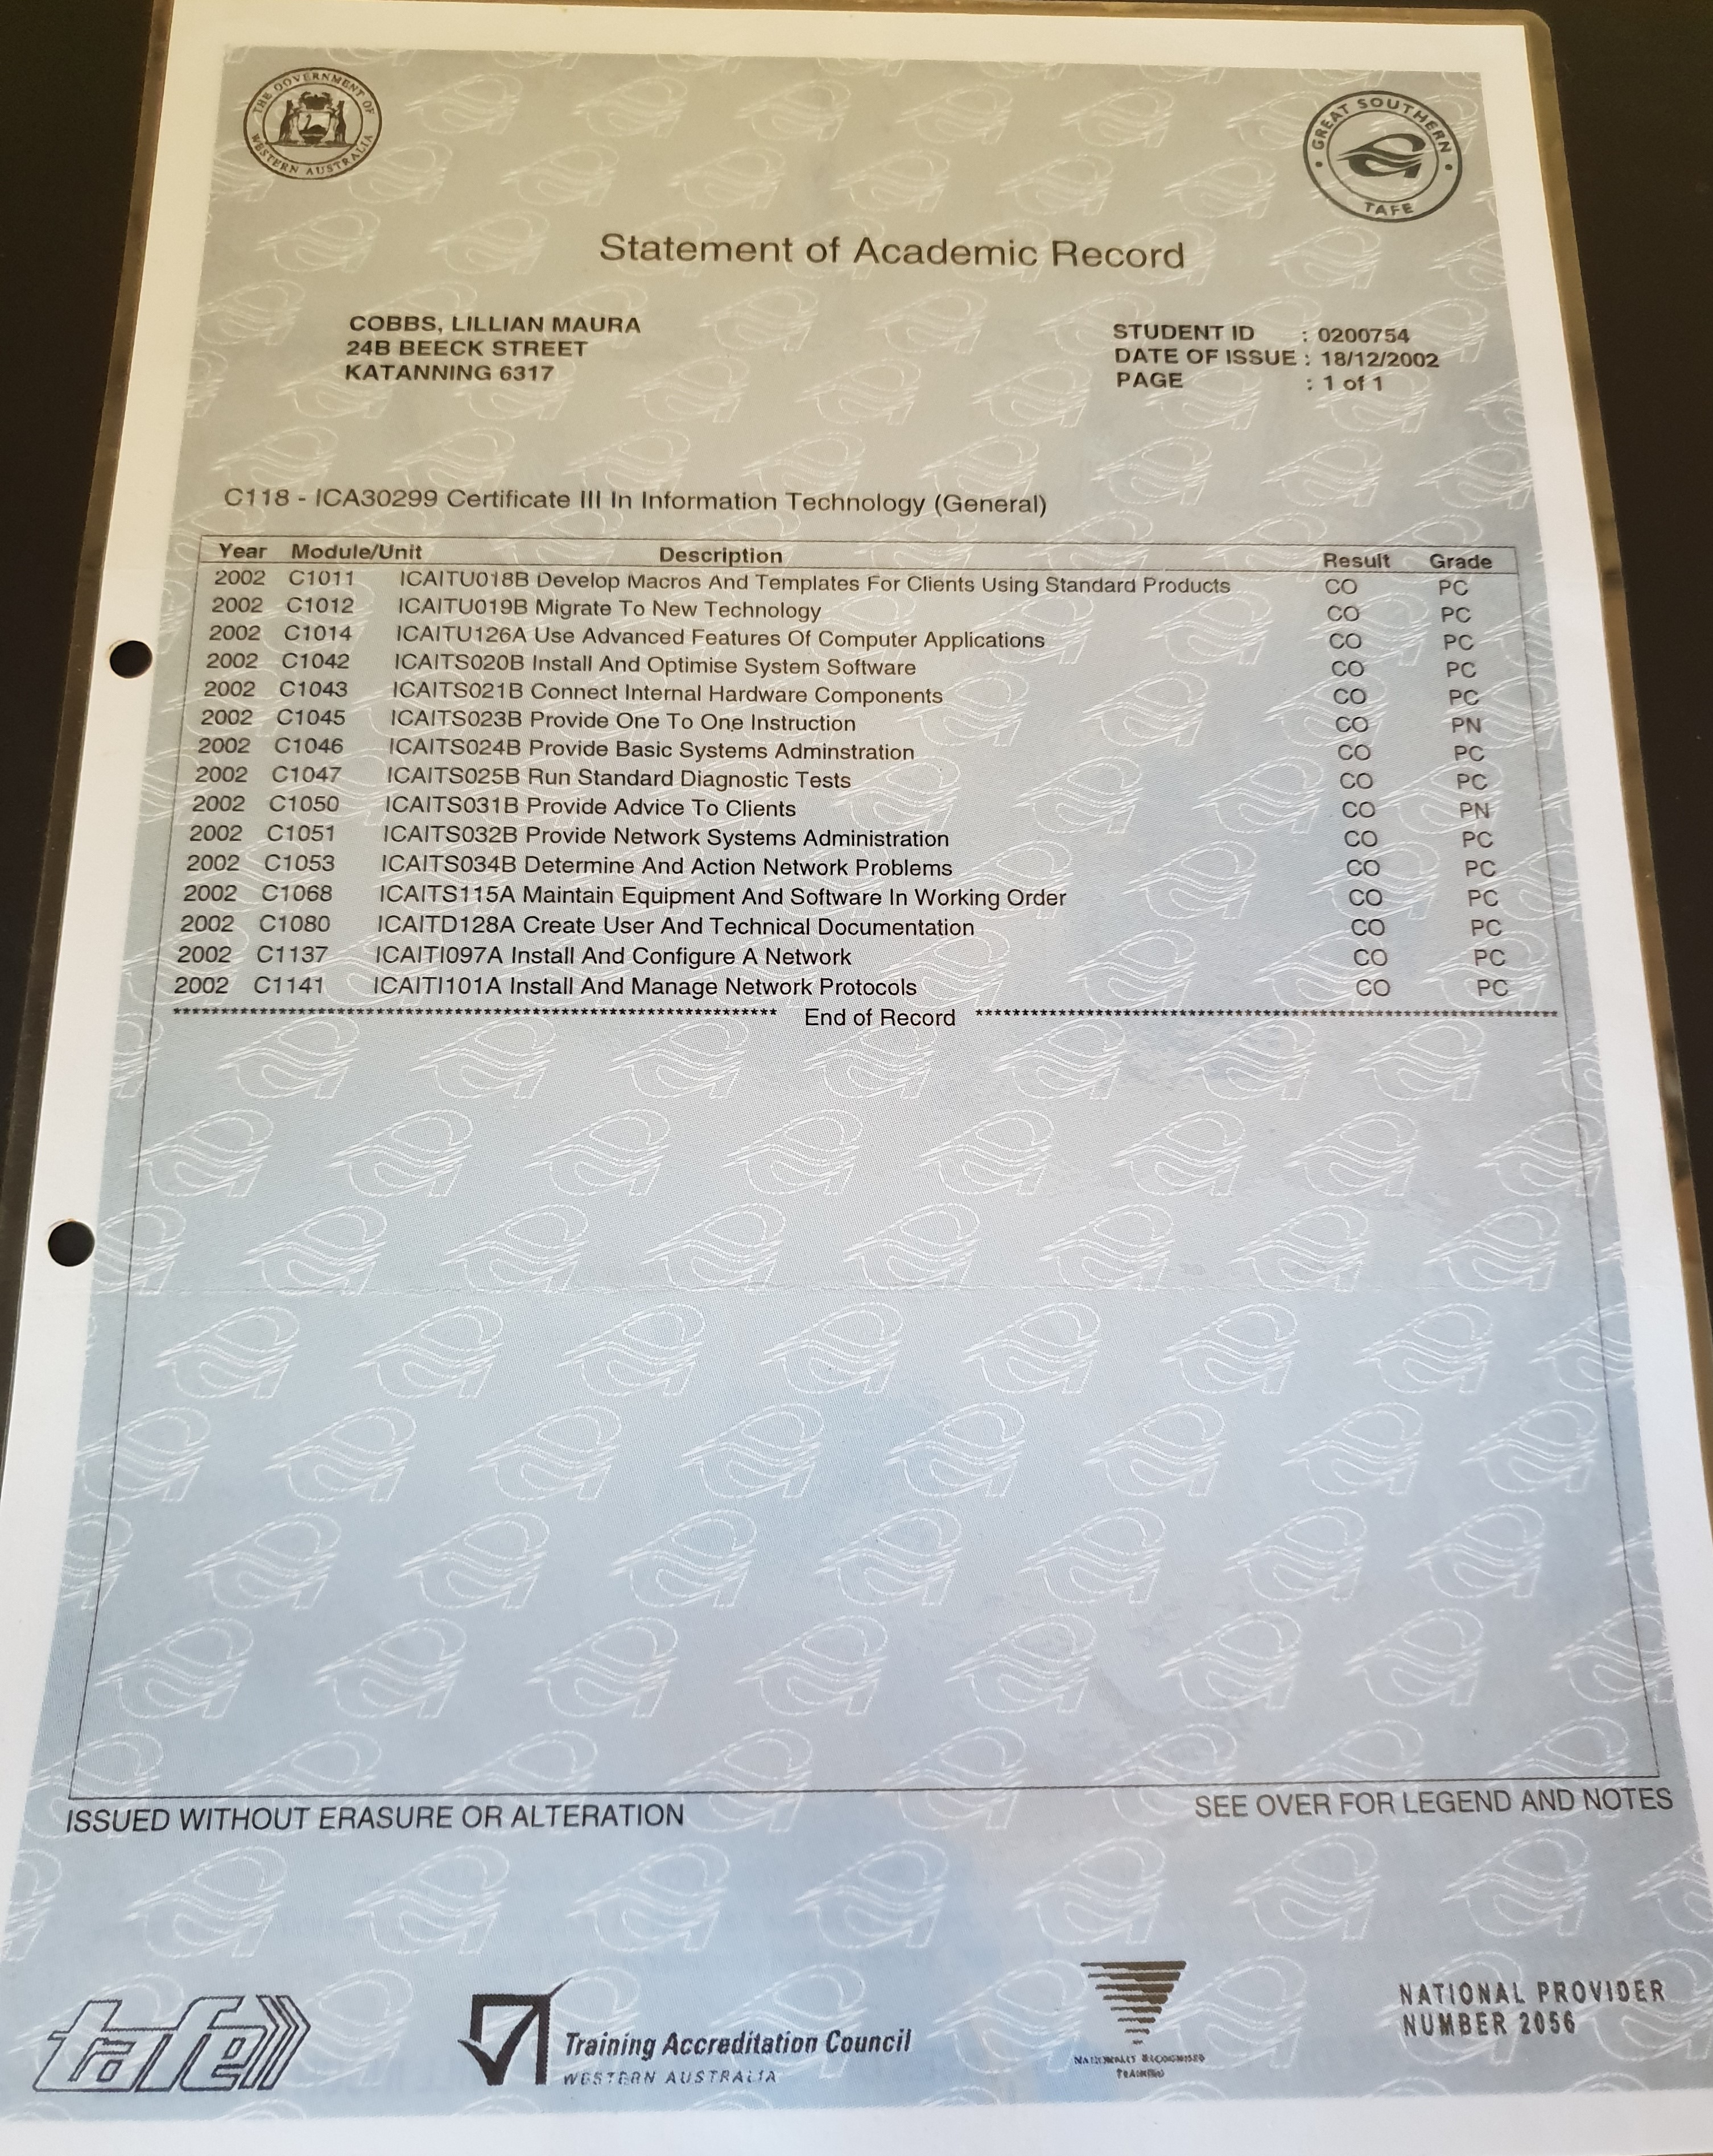 THE GOVERNMENT OF WESTERN AUSTRALIA
GREAT SOUTHERN TAFE
Statement of Academic Record
COBBS, LILLIAN MAURA
24B BEECK STREET
KATANNING 6317
STUDENT ID : 0200754
DATE OF ISSUE : 18/12/2002
PAGE : 1 of 1
C118 - ICA30299 Certificate III In Information Technology (General)
Year Module/Unit Description Result Grade
2002 C1011 ICAITU018B Develop Macros And Templates For Clients Using Standard Products CO PC
2002 C1012 ICAITU019B Migrate To New Technology CO PC
2002 C1014 ICAITU126A Use Advanced Features Of Computer Applications CO PC
2002 C1042 ICAITS020B Install And Optimise System Software CO PC
2002 C1043 ICAITS021B Connect Internal Hardware Components CO PC
2002 C1045 ICAITS023B Provide One To One Instruction CO PN
2002 C1046 ICAITS024B Provide Basic Systems Adminstration CO PC
2002 C1047 ICAITS025B Run Standard Diagnostic Tests CO PC
2002 C1050 ICAITS031B Provide Advice To Clients CO PN
2002 C1051 ICAITS032B Provide Network Systems Administration CO PC
2002 C1053 ICAITS034B Determine And Action Network Problems CO PC
2002 C1068 ICAITS115A Maintain Equipment And Software In Working Order CO PC
2002 C1080 ICAITD128A Create User And Technical Documentation CO PC
2002 C1137 ICAITI097A Install And Configure A Network CO PC
2002 C1141 ICAITI101A Install And Manage Network Protocols CO PC
End of Record
ISSUED WITHOUT ERASURE OR ALTERATION
SEE OVER FOR LEGEND AND NOTES
tafe
Training Accreditation Council
WESTERN AUSTRALIA
NATIONALLY RECOGNISED
TRAINING
NATIONAL PROVIDER
NUMBER 2056